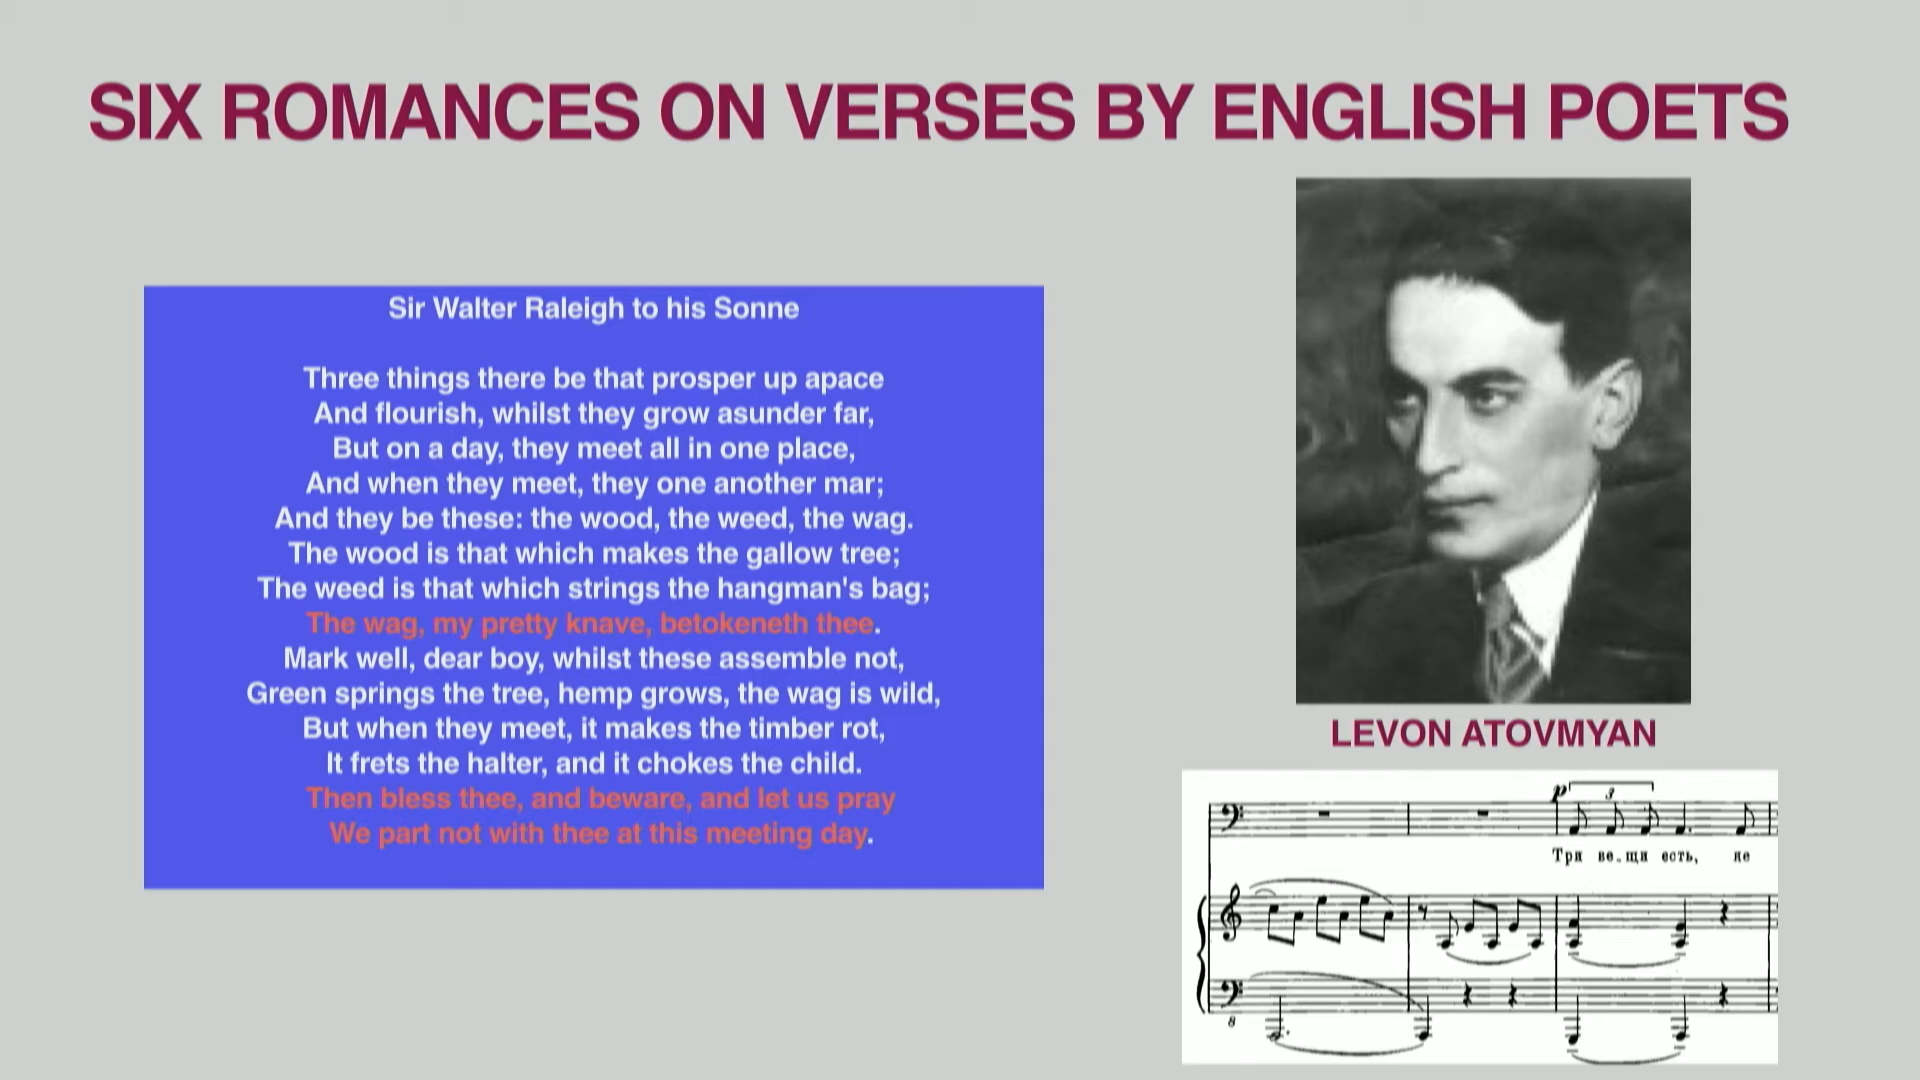 SIX ROMANCES ON VERSES BY ENGLISH POETS
Sir Walter Raleigh to his Sonne
Three things there be that prosper up apace
And flourish, whilst they grow asunder far,
But on a day, they meet all in one place,
And when they meet, they one another mar;
And they be these: the wood, the weed, the wag.
The wood is that which makes the gallow tree;
The weed is that which strings the hangman's bag;
The wag, my pretty knave, betokeneth thee.
Mark well, dear boy, whilst these assemble not,
Green springs the tree, hemp grows, the wag is wild,
But when they meet, it makes the timber rot,
It frets the halter, and it chokes the child.
Then bless thee, and beware, and let us pray
We part not with thee at this meeting day.
LEVON ATOVMYAN
p 3
Три ве-щи есть, не
8